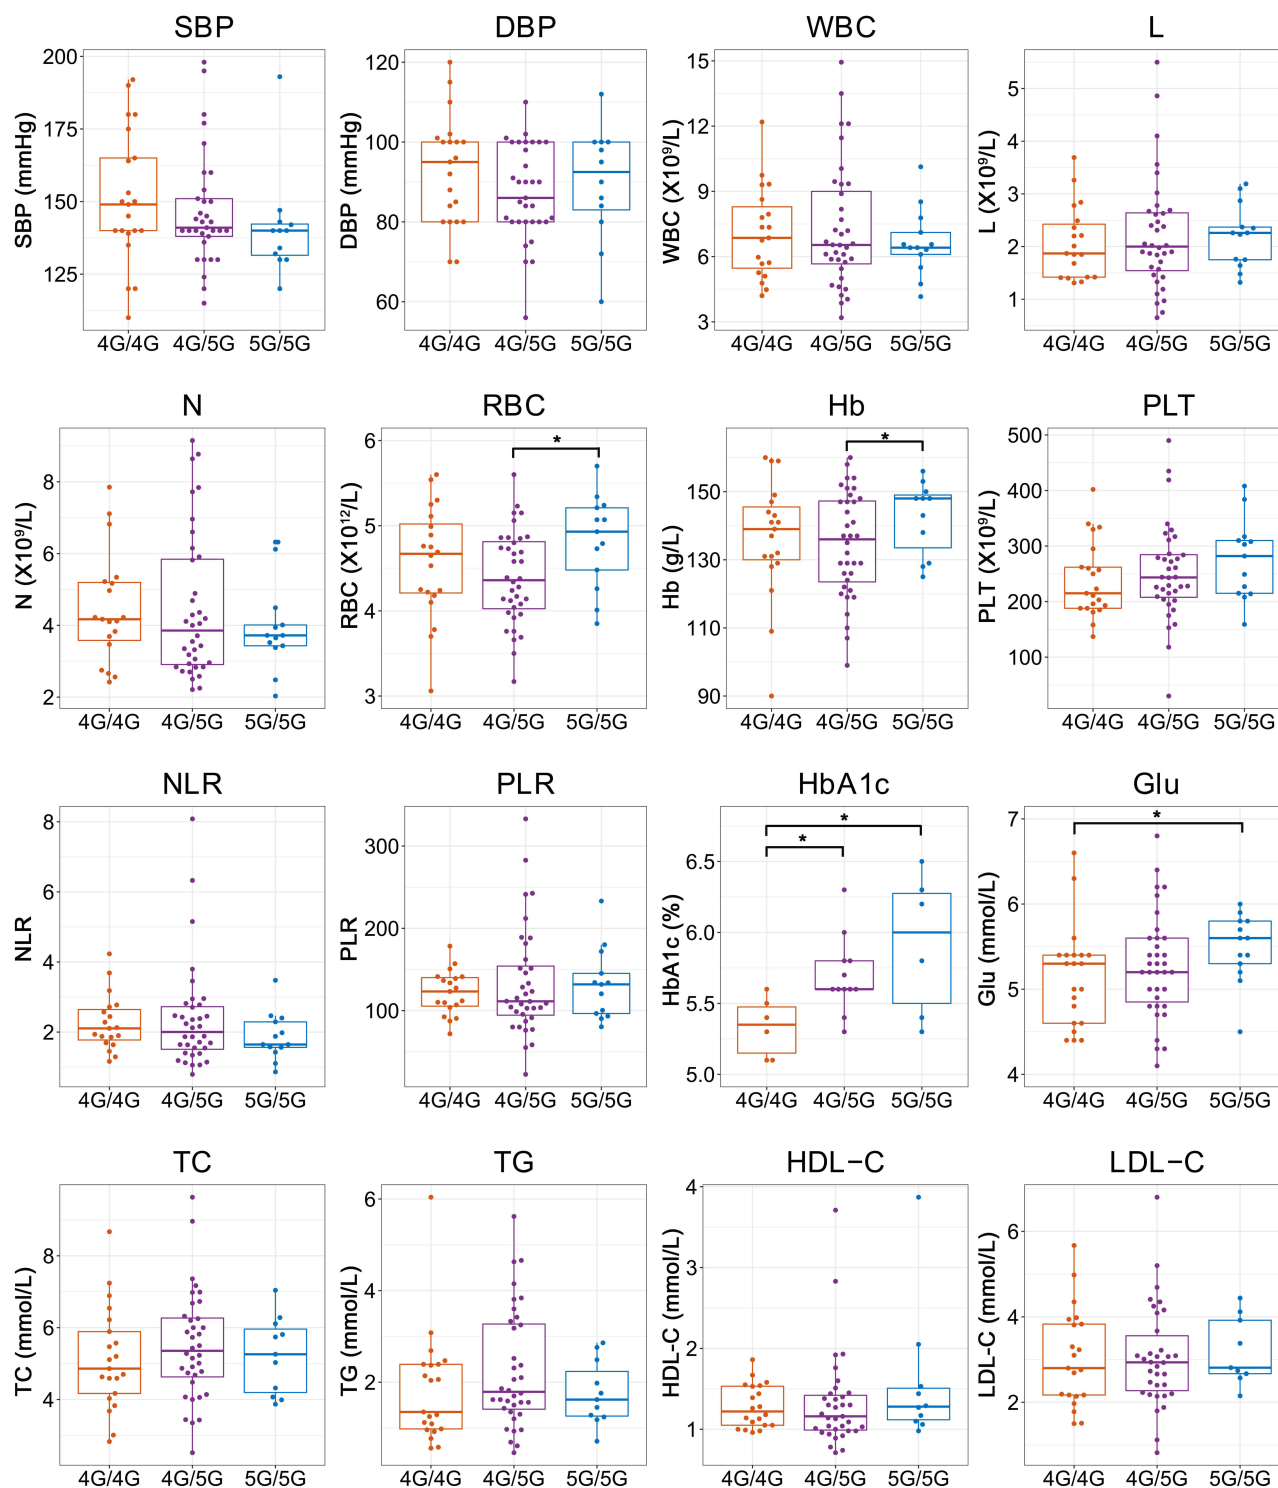 SBP DBP WBC L
SBP (mmHg)
200
175
150
125
4G/4G 4G/5G 5G/5G
DBP (mmHg)
120
100
80
60
4G/4G 4G/5G 5G/5G
WBC (X10⁹/L)
15
12
9
6
3
4G/4G 4G/5G 5G/5G
L (X10⁹/L)
5
4
3
2
1
4G/4G 4G/5G 5G/5G
N RBC Hb PLT
N (X10⁹/L)
8
6
4
2
4G/4G 4G/5G 5G/5G
RBC (X10¹²/L)
6
5
4
3
*
4G/4G 4G/5G 5G/5G
Hb (g/L)
150
130
110
90
*
4G/4G 4G/5G 5G/5G
PLT (X10⁹/L)
500
400
300
200
100
4G/4G 4G/5G 5G/5G
NLR PLR HbA1c Glu
NLR
8
6
4
2
4G/4G 4G/5G 5G/5G
PLR
300
200
100
4G/4G 4G/5G 5G/5G
HbA1c (%)
6.5
6.0
5.5
5.0
*
*
4G/4G 4G/5G 5G/5G
Glu (mmol/L)
7
6
5
4
*
4G/4G 4G/5G 5G/5G
TC TG HDL−C LDL−C
TC (mmol/L)
8
6
4
4G/4G 4G/5G 5G/5G
TG (mmol/L)
6
4
2
4G/4G 4G/5G 5G/5G
HDL-C (mmol/L)
4
3
2
1
4G/4G 4G/5G 5G/5G
LDL-C (mmol/L)
6
4
2
4G/4G 4G/5G 5G/5G